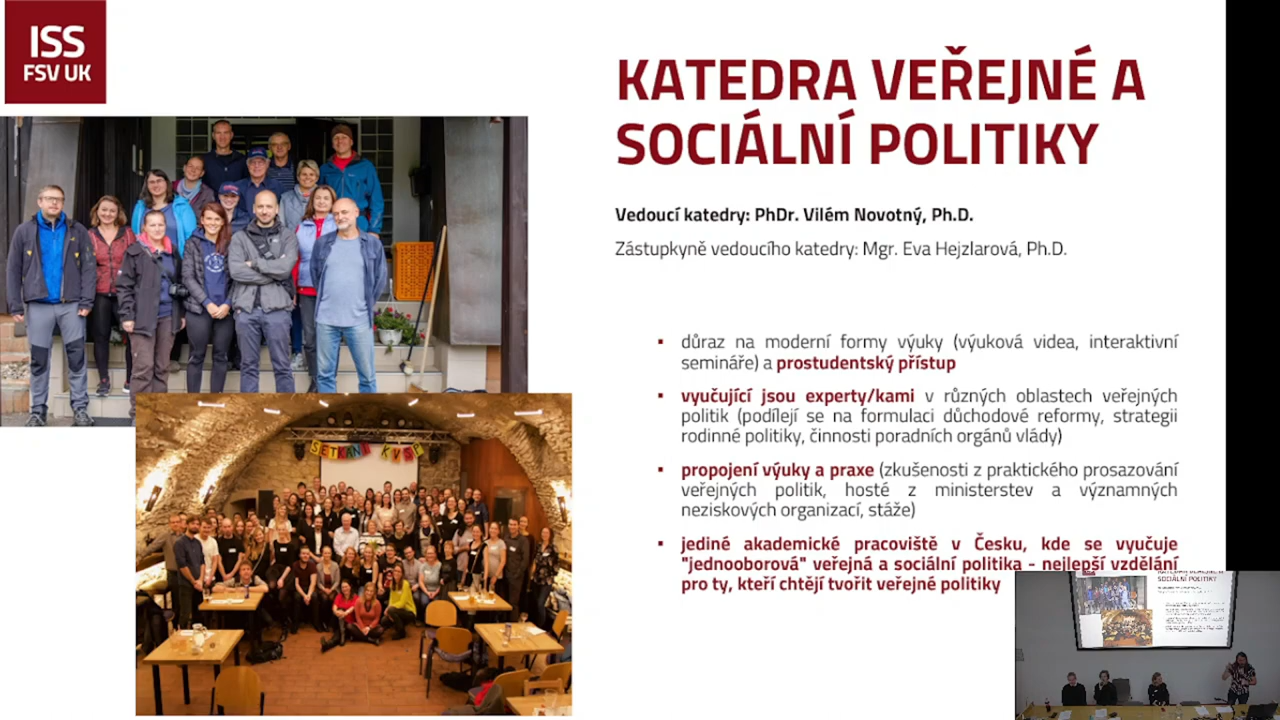 ISS
FSV UK
KATEDRA VEŘEJNÉ A
SOCIÁLNÍ POLITIKY
Vedoucí katedry: PhDr. Vilém Novotný, Ph.D.
Zástupkyně vedoucího katedry: Mgr. Eva Hejzlarová, Ph.D.
▪ důraz na moderní formy výuky (výuková videa, interaktivní
semináře) a prostudentský přístup
▪ vyučující jsou experty/kami v různých oblastech veřejných
politik (podílejí se na formulaci důchodové reformy, strategii
rodinné politiky, činnosti poradních orgánů vlády)
▪ propojení výuky a praxe (zkušenosti z praktického prosazování
veřejných politik, hosté z ministerstev a významných
neziskových organizací, stáže)
▪ jediné akademické pracoviště v Česku, kde se vyučuje
"jednooborová" veřejná a sociální politika - nejlepší vzdělání
pro ty, kteří chtějí tvořit veřejné politiky
SETKÁNÍ KVSP
SOCIÁLNÍ POLITIKY